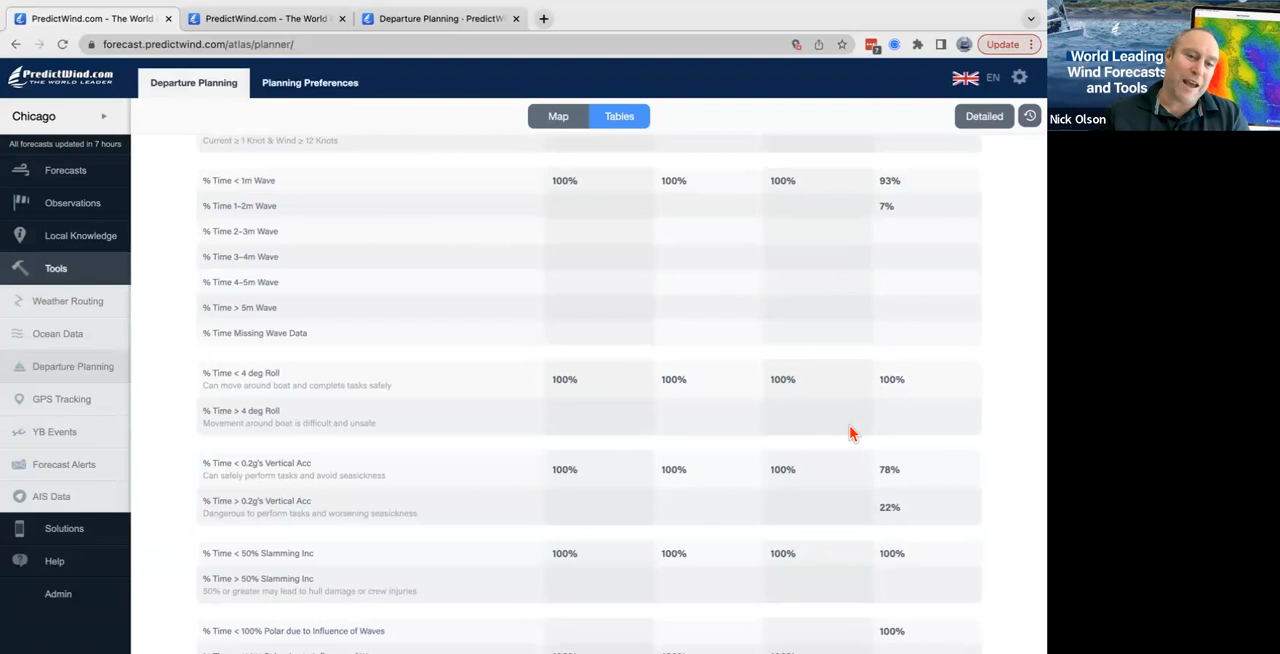 PredictWind.com - The World
PredictWind.com - The World
Departure Planning · PredictW
forecast.predictwind.com/atlas/planner/
7
Update
World Leading
Wind Forecasts
and Tools
Nick Olson
PredictWind.com
THE WORLD LEADER
Departure Planning
Planning Preferences
EN
Chicago
Map
Tables
Detailed
All forecasts updated in 7 hours
Forecasts
Observations
Local Knowledge
Tools
Weather Routing
Ocean Data
Departure Planning
GPS Tracking
YB Events
Forecast Alerts
AIS Data
Solutions
Help
Admin
Current ≥ 1 Knot & Wind ≥ 12 Knots
% Time < 1m Wave 100% 100% 100% 93%
% Time 1-2m Wave 7%
% Time 2-3m Wave
% Time 3-4m Wave
% Time 4-5m Wave
% Time > 5m Wave
% Time Missing Wave Data
% Time < 4 deg Roll 100% 100% 100% 100%
Can move around boat and complete tasks safely
% Time > 4 deg Roll
Movement around boat is difficult and unsafe
% Time < 0.2g's Vertical Acc 100% 100% 100% 78%
Can safely perform tasks and avoid seasickness
% Time > 0.2g's Vertical Acc 22%
Dangerous to perform tasks and worsening seasickness
% Time < 50% Slamming Inc 100% 100% 100% 100%
% Time > 50% Slamming Inc
50% or greater may lead to hull damage or crew injuries
% Time < 100% Polar due to Influence of Waves 100%